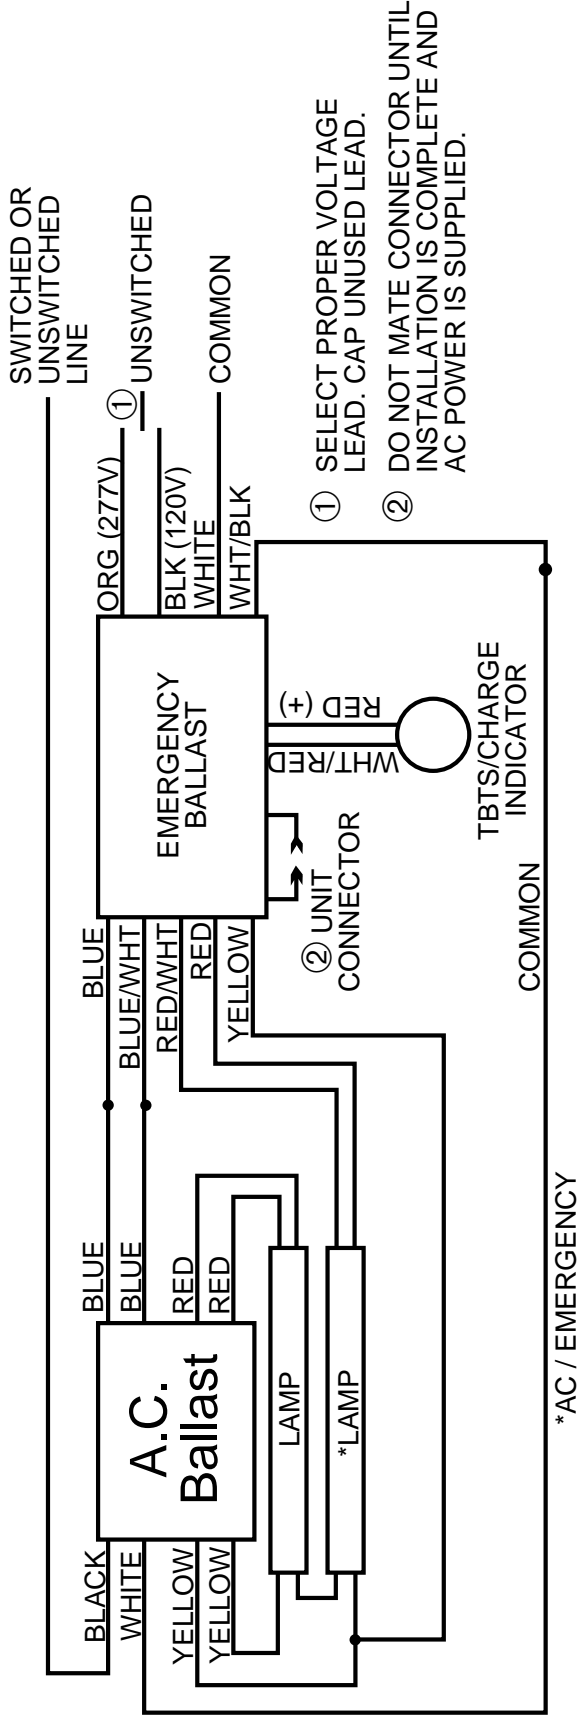 SWITCHED OR
UNSWITCHED
LINE
① UNSWITCHED
COMMON
ORG (277V)
BLK (120V)
WHITE
WHT/BLK
EMERGENCY
BALLAST
BLUE
BLUE/WHT
RED/WHT
RED
YELLOW
RED (+)
WHT/RED
TBTS/CHARGE
INDICATOR
② UNIT
CONNECTOR
COMMON
BLUE
BLUE
RED
RED
A.C.
Ballast
BLACK
WHITE
YELLOW
YELLOW
LAMP
*LAMP
*AC / EMERGENCY
① SELECT PROPER VOLTAGE
LEAD. CAP UNUSED LEAD.
② DO NOT MATE CONNECTOR UNTIL
INSTALLATION IS COMPLETE AND
AC POWER IS SUPPLIED.